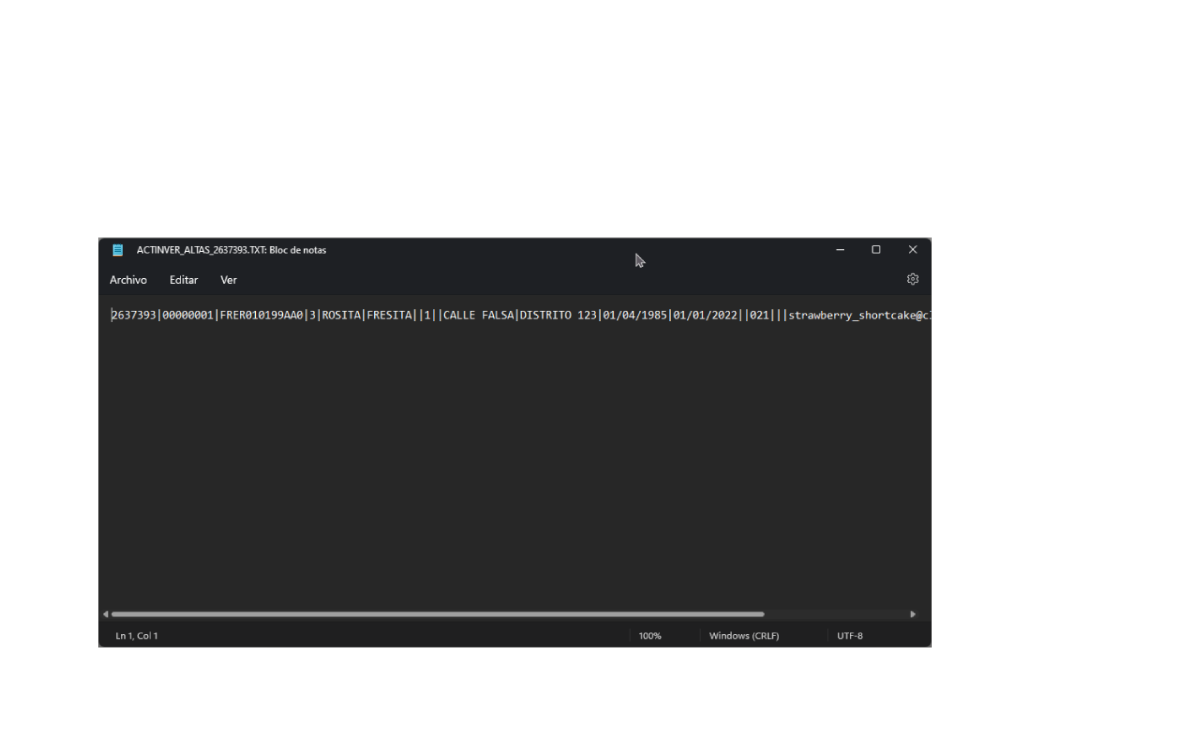 ACTINVER_ALTAS_2637393.TXT: Bloc de notas
Archivo Editar Ver
2637393|00000001|FRER010199AA0|3|ROSITA|FRESITA||1||CALLE FALSA|DISTRITO 123|01/04/1985|01/01/2022||021|||strawberry_shortcake@c
Ln 1, Col 1 100% Windows (CRLF) UTF-8